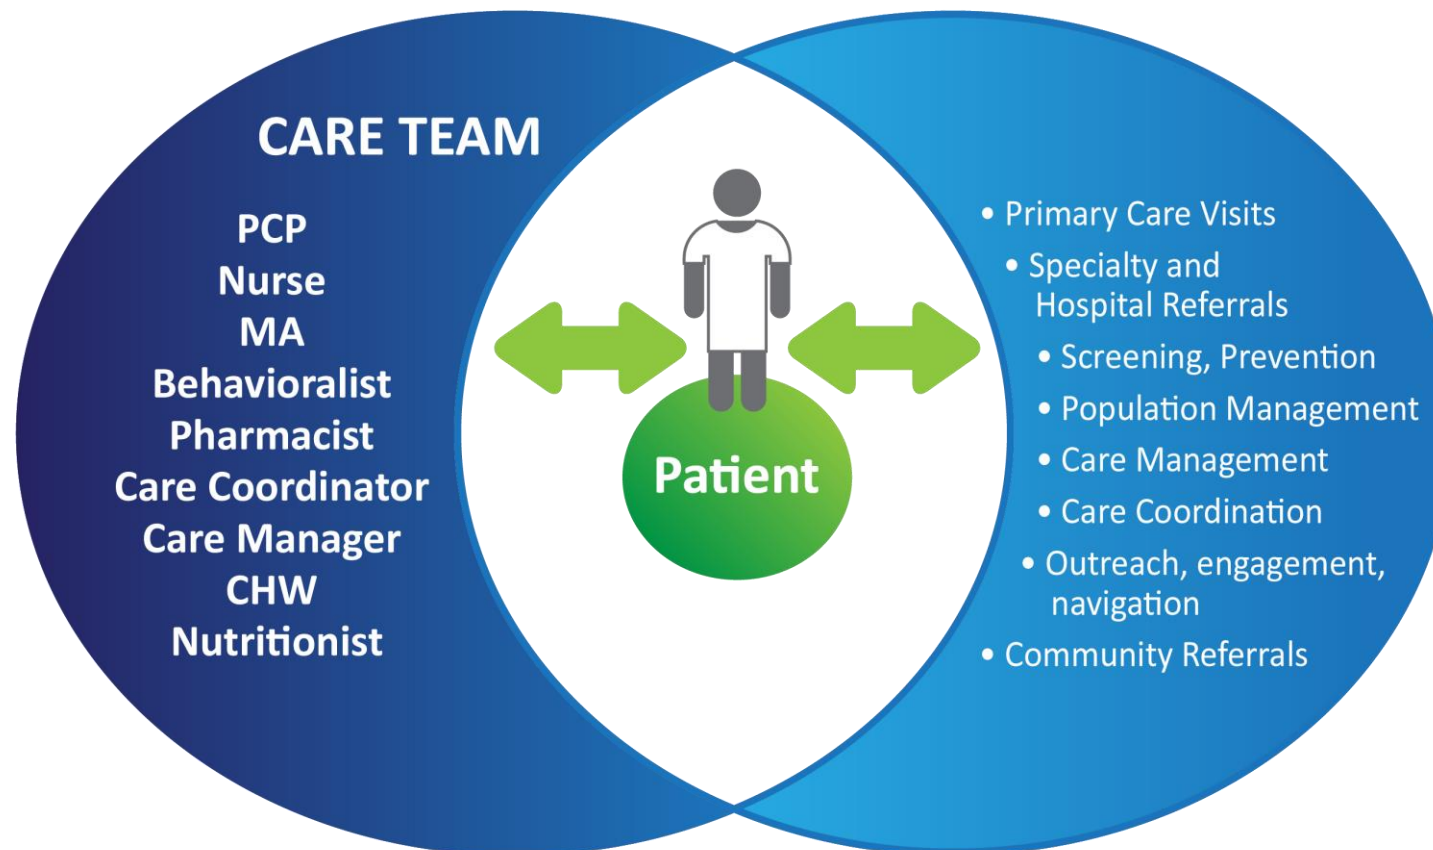 CARE TEAM
PCP
Nurse
MA
Behavioralist
Pharmacist
Care Coordinator
Care Manager
CHW
Nutritionist
Patient
• Primary Care Visits
• Specialty and
Hospital Referrals
• Screening, Prevention
• Population Management
• Care Management
• Care Coordination
• Outreach, engagement,
navigation
• Community Referrals